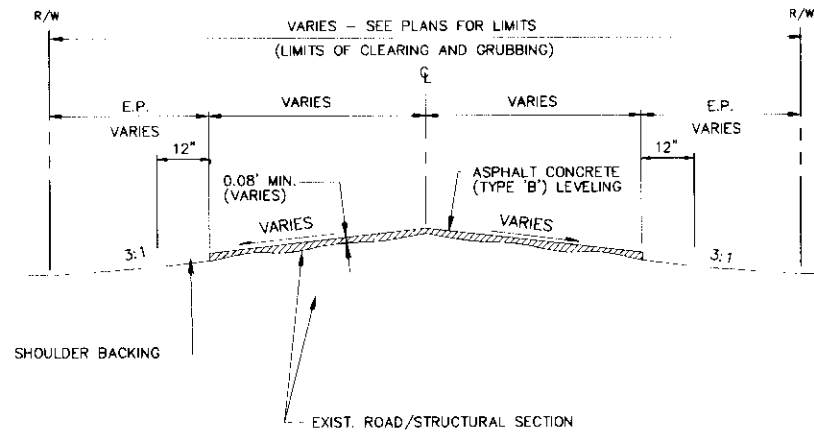 R/W
R/W
VARIES – SEE PLANS FOR LIMITS
(LIMITS OF CLEARING AND GRUBBING)
℄
E.P.
VARIES
VARIES
VARIES
E.P.
VARIES
12"
12"
0.08' MIN.
(VARIES)
ASPHALT CONCRETE
(TYPE 'B') LEVELING
VARIES
VARIES
3:1
3:1
SHOULDER BACKING
EXIST. ROAD/STRUCTURAL SECTION